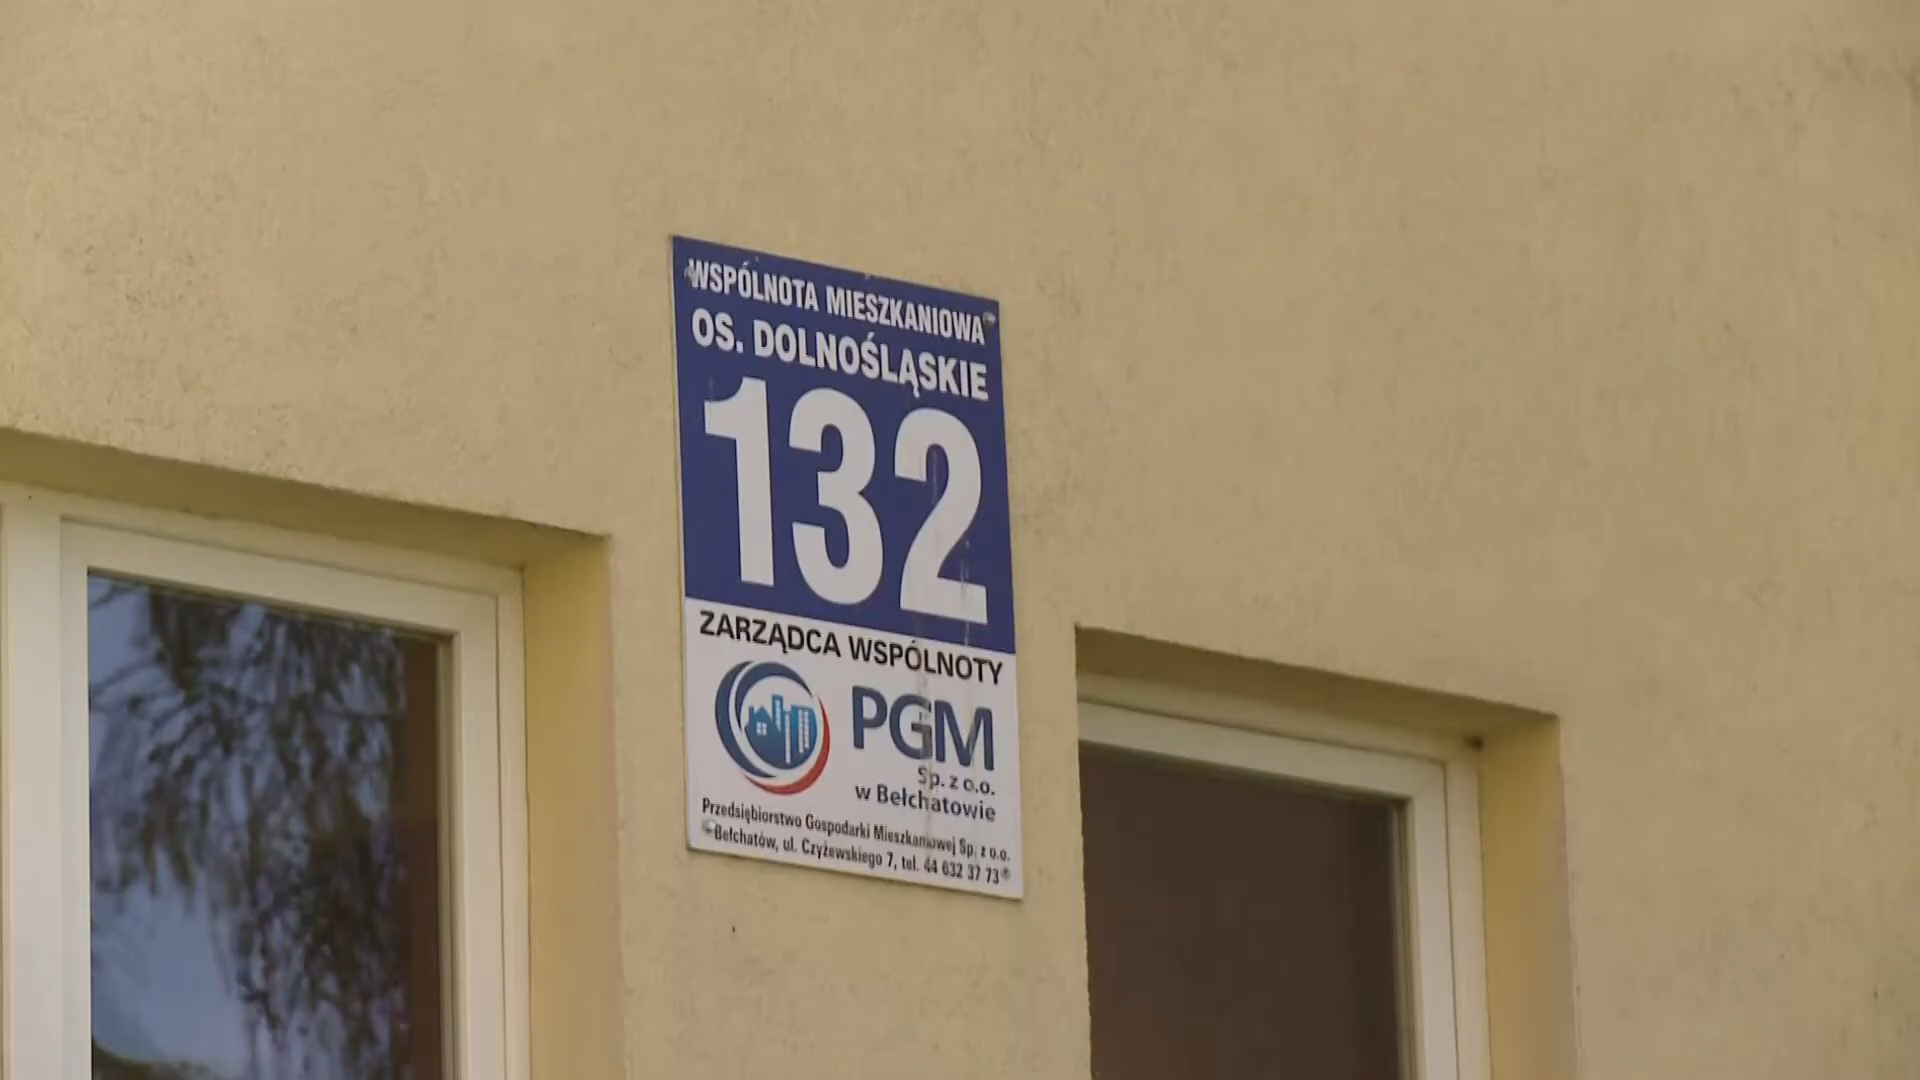 WSPÓLNOTA MIESZKANIOWA
OS. DOLNOŚLĄSKIE
132
ZARZĄDCA WSPÓLNOTY
PGM
Sp. z o.o.
w Bełchatowie
Przedsiębiorstwo Gospodarki Mieszkaniowej Sp. z o.o.
Bełchatów, ul. Czyżewskiego 7, tel. 44 632 37 73